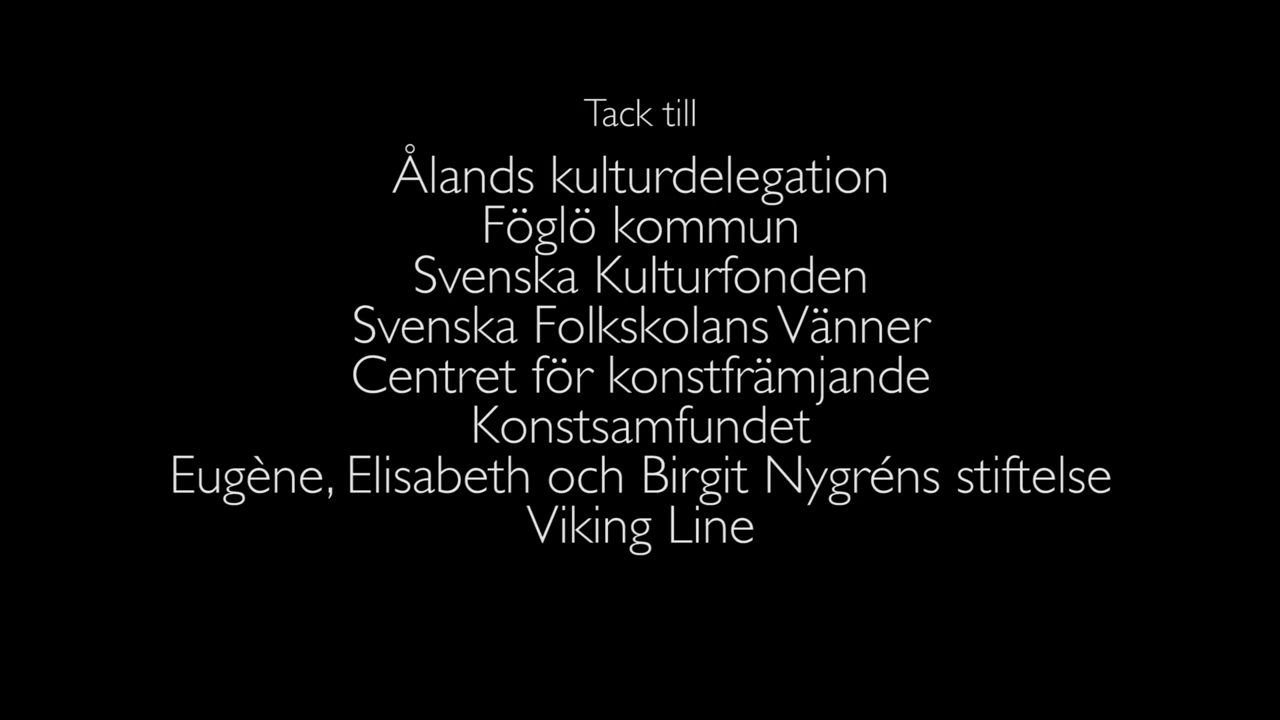 Tack till
Ålands kulturdelegation
Föglö kommun
Svenska Kulturfonden
Svenska Folkskolans Vänner
Centret för konstfrämjande
Konstsamfundet
Eugène, Elisabeth och Birgit Nygréns stiftelse
Viking Line